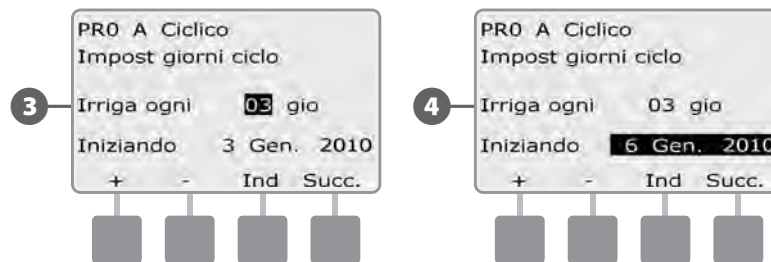 PR0 A Ciclico
Impost giorni ciclo
3
Irriga ogni 03 gio
Iniziando 3 Gen. 2010
+ - Ind Succ.
PR0 A Ciclico
Impost giorni ciclo
4
Irriga ogni 03 gio
Iniziando 6 Gen. 2010
+ - Ind Succ.